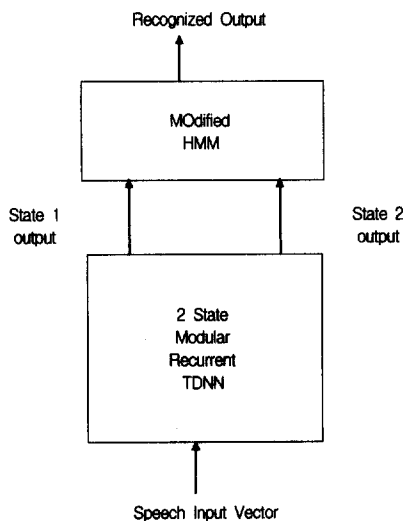 Recognized Output
MOdified
HMM
State 1
output
State 2
output
2 State
Modular
Recurrent
TDNN
Speech Input Vector